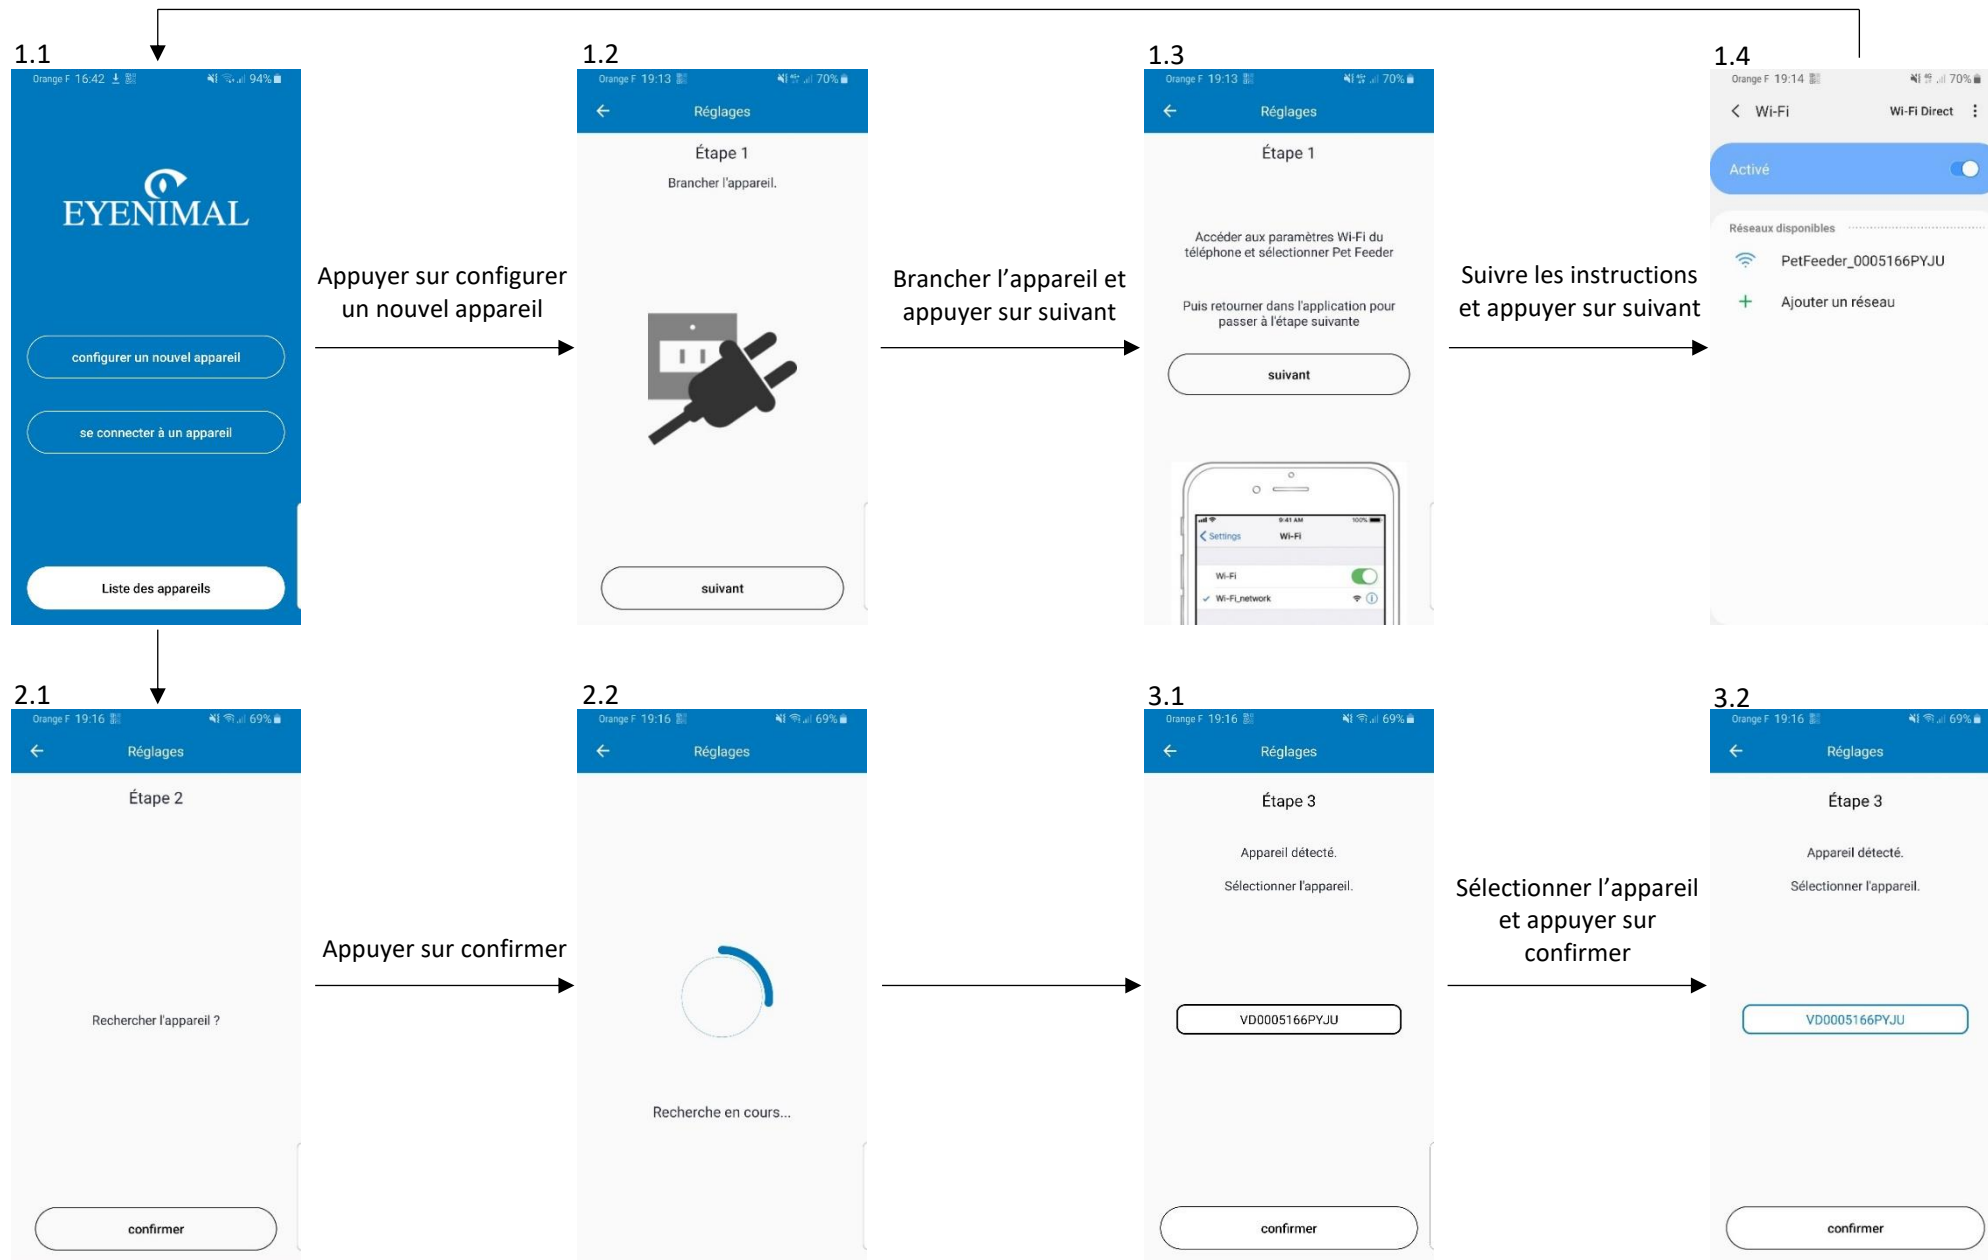 1.1
Orange F 16:42
94%
EYENIMAL
configurer un nouvel appareil
se connecter à un appareil
Liste des appareils
Appuyer sur configurer
un nouvel appareil
1.2
Orange F 19:13
70%
Réglages
Étape 1
Brancher l'appareil.
suivant
Brancher l’appareil et
appuyer sur suivant
1.3
Orange F 19:13
70%
Réglages
Étape 1
Accéder aux paramètres Wi-Fi du
téléphone et sélectionner Pet Feeder
Puis retourner dans l'application pour
passer à l'étape suivante
suivant
9:41 AM
100%
Settings
Wi-Fi
Wi-Fi
Wi-Fi_network
Suivre les instructions
et appuyer sur suivant
1.4
Orange F 19:14
70%
Wi-Fi
Wi-Fi Direct
Activé
Réseaux disponibles
PetFeeder_0005166PYJU
Ajouter un réseau
2.1
Orange F 19:16
69%
Réglages
Étape 2
Rechercher l'appareil ?
confirmer
Appuyer sur confirmer
2.2
Orange F 19:16
69%
Réglages
Recherche en cours...
3.1
Orange F 19:16
69%
Réglages
Étape 3
Appareil détecté.
Sélectionner l'appareil.
VD0005166PYJU
confirmer
Sélectionner l’appareil
et appuyer sur
confirmer
3.2
Orange F 19:16
69%
Réglages
Étape 3
Appareil détecté.
Sélectionner l'appareil.
VD0005166PYJU
confirmer